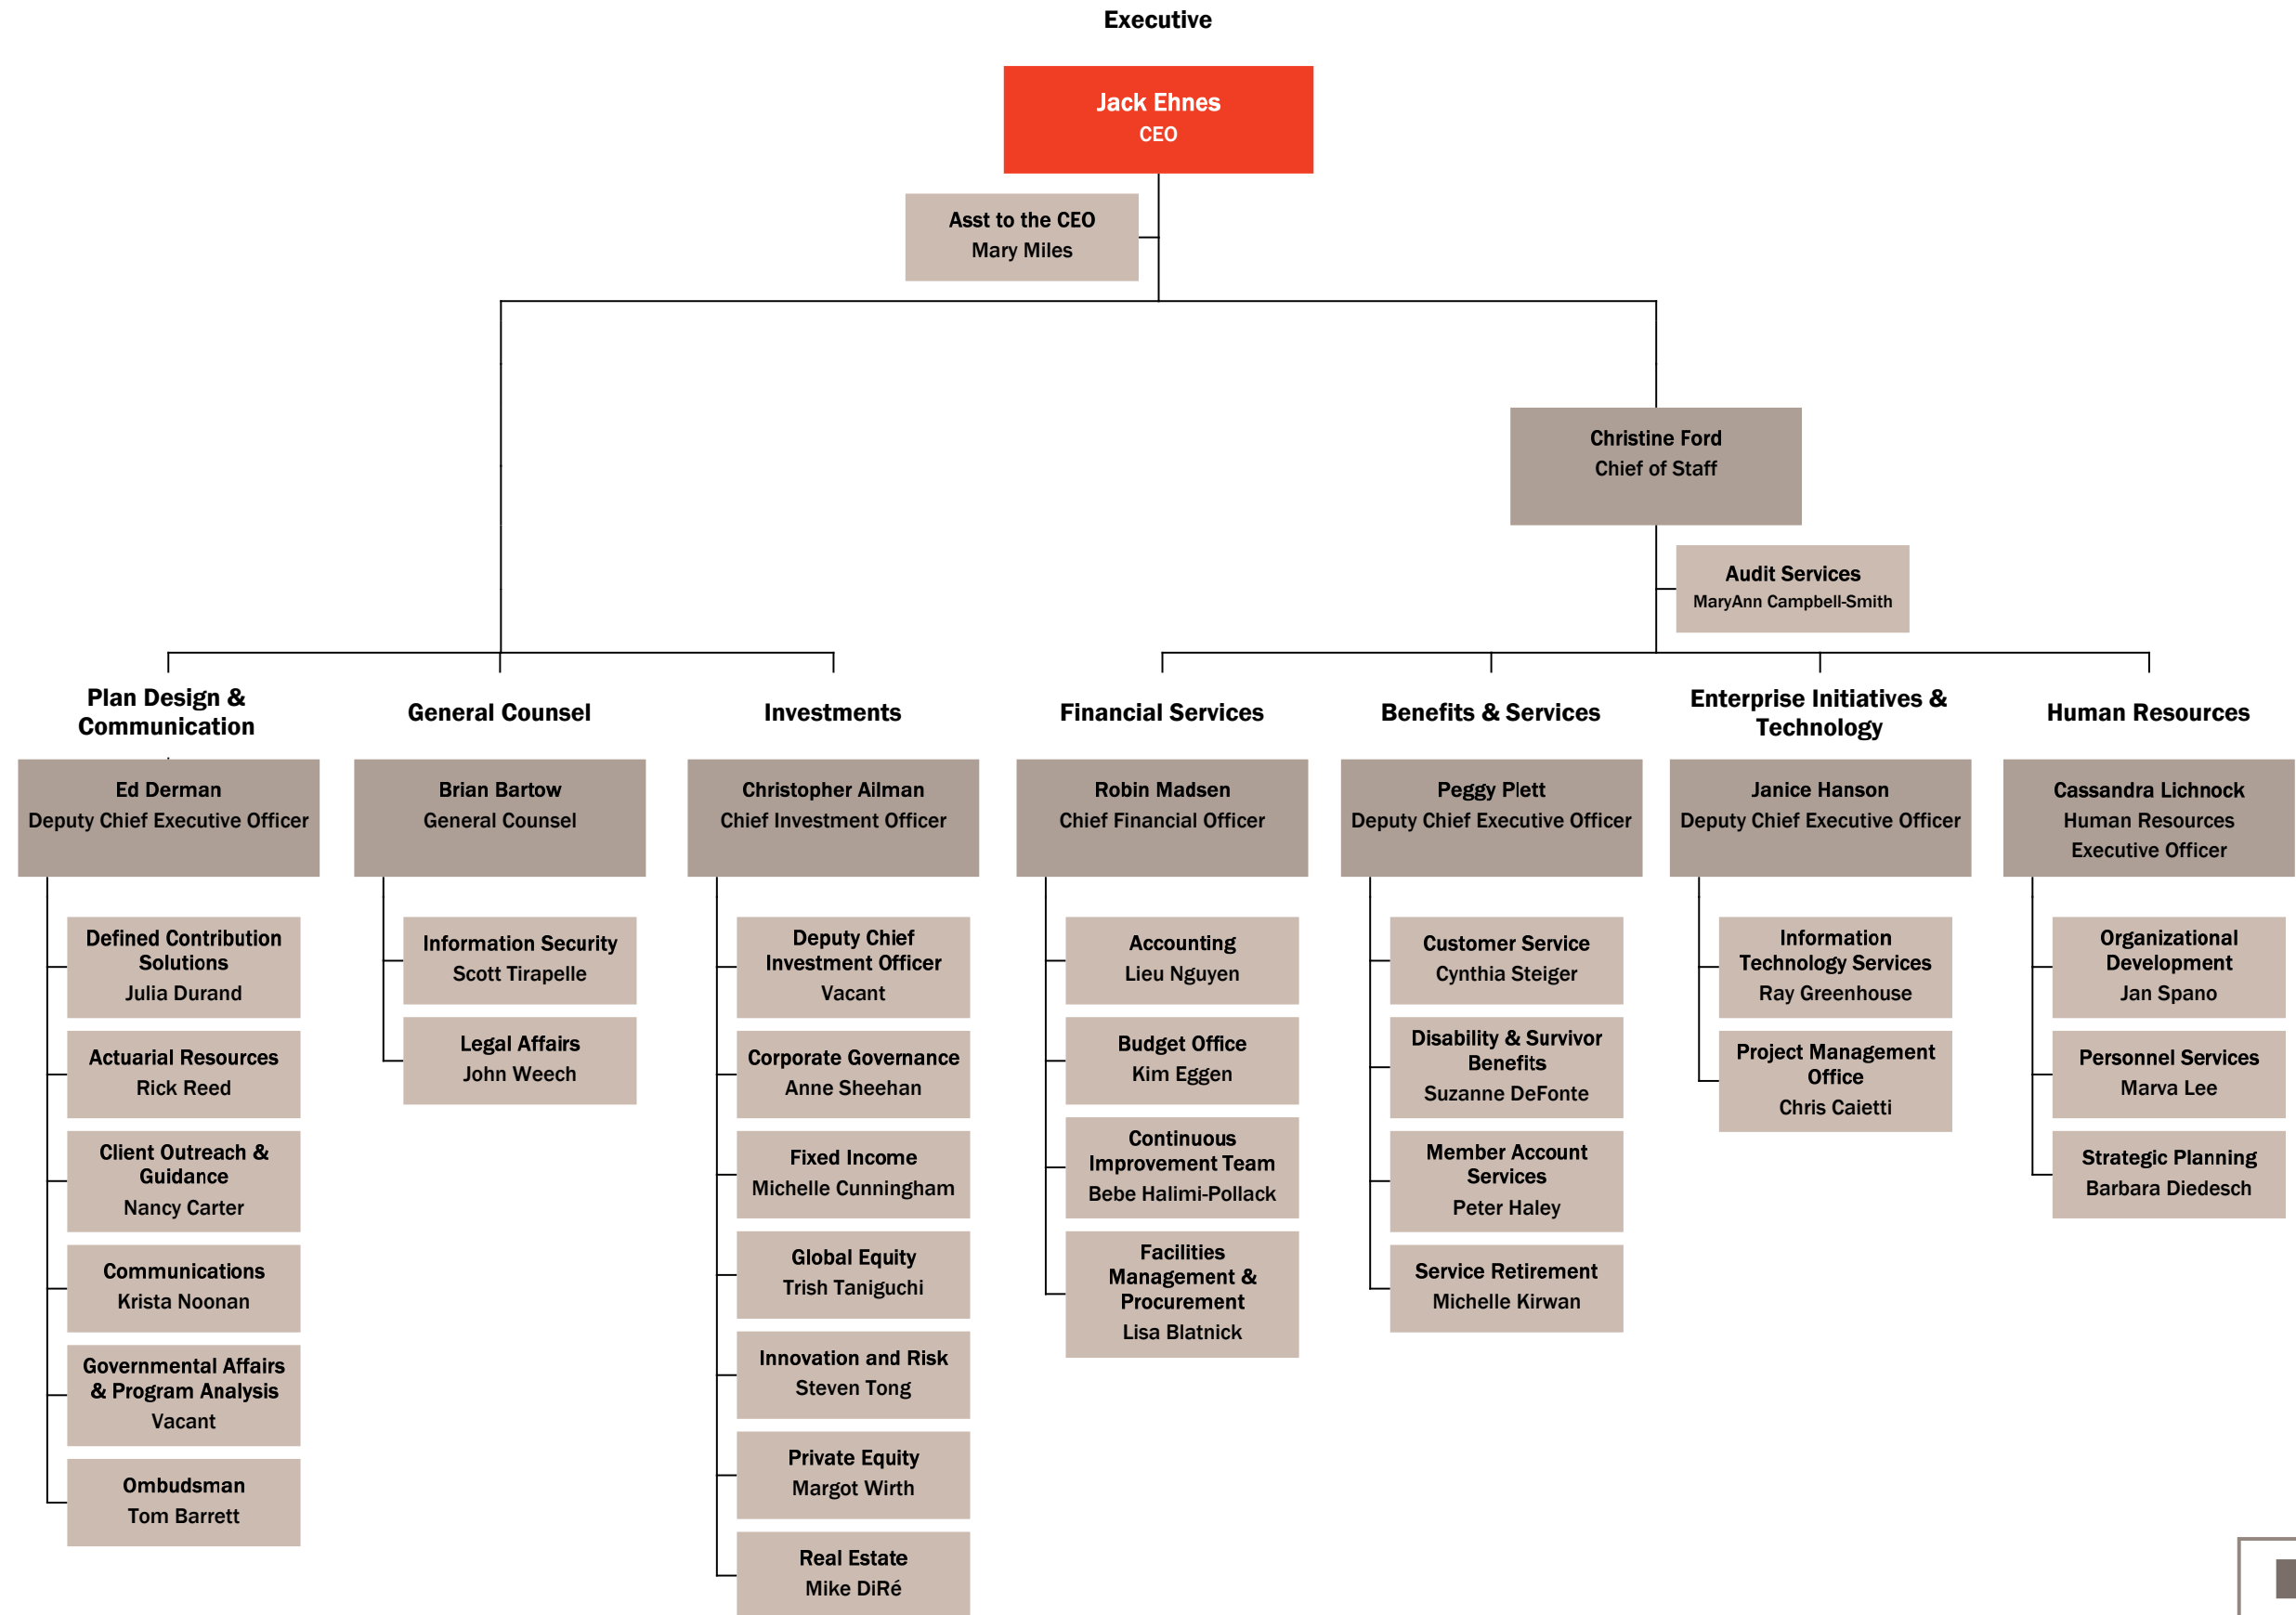 Executive
Jack Ehnes
CEO
Asst to the CEO
Mary Miles
Christine Ford
Chief of Staff
Audit Services
MaryAnn Campbell-Smith
Plan Design &
Communication
Ed Derman
Deputy Chief Executive Officer
Defined Contribution
Solutions
Julia Durand
Actuarial Resources
Rick Reed
Client Outreach &
Guidance
Nancy Carter
Communications
Krista Noonan
Governmental Affairs
& Program Analysis
Vacant
Ombudsman
Tom Barrett
General Counsel
Brian Bartow
General Counsel
Information Security
Scott Tirapelle
Legal Affairs
John Weech
Investments
Christopher Ailman
Chief Investment Officer
Deputy Chief
Investment Officer
Vacant
Corporate Governance
Anne Sheehan
Fixed Income
Michelle Cunningham
Global Equity
Trish Taniguchi
Innovation and Risk
Steven Tong
Private Equity
Margot Wirth
Real Estate
Mike DiRé
Financial Services
Robin Madsen
Chief Financial Officer
Accounting
Lieu Nguyen
Budget Office
Kim Eggen
Continuous
Improvement Team
Bebe Halimi-Pollack
Facilities
Management &
Procurement
Lisa Blatnick
Benefits & Services
Peggy Plett
Deputy Chief Executive Officer
Customer Service
Cynthia Steiger
Disability & Survivor
Benefits
Suzanne DeFonte
Member Account
Services
Peter Haley
Service Retirement
Michelle Kirwan
Enterprise Initiatives &
Technology
Janice Hanson
Deputy Chief Executive Officer
Information
Technology Services
Ray Greenhouse
Project Management
Office
Chris Caietti
Human Resources
Cassandra Lichnock
Human Resources
Executive Officer
Organizational
Development
Jan Spano
Personnel Services
Marva Lee
Strategic Planning
Barbara Diedesch